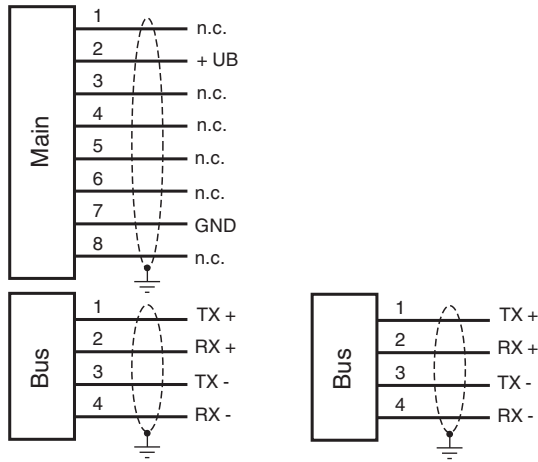 Main
1 n.c.
2 + UB
3 n.c.
4 n.c.
5 n.c.
6 n.c.
7 GND
8 n.c.
Bus
1 TX +
2 RX +
3 TX -
4 RX -
Bus
1 TX +
2 RX +
3 TX -
4 RX -